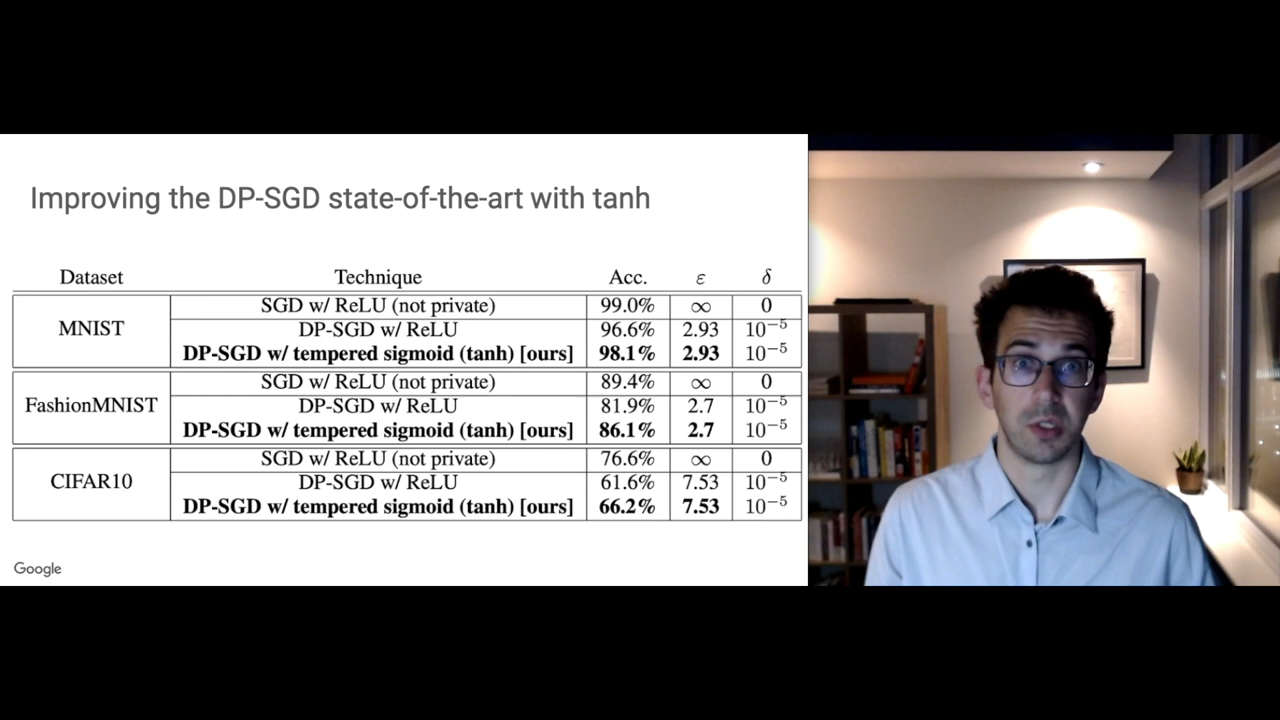 Improving the DP-SGD state-of-the-art with tanh
Dataset Technique Acc. ε δ
MNIST
SGD w/ ReLU (not private) 99.0% ∞ 0
DP-SGD w/ ReLU 96.6% 2.93 10⁻⁵
DP-SGD w/ tempered sigmoid (tanh) [ours] 98.1% 2.93 10⁻⁵
FashionMNIST
SGD w/ ReLU (not private) 89.4% ∞ 0
DP-SGD w/ ReLU 81.9% 2.7 10⁻⁵
DP-SGD w/ tempered sigmoid (tanh) [ours] 86.1% 2.7 10⁻⁵
CIFAR10
SGD w/ ReLU (not private) 76.6% ∞ 0
DP-SGD w/ ReLU 61.6% 7.53 10⁻⁵
DP-SGD w/ tempered sigmoid (tanh) [ours] 66.2% 7.53 10⁻⁵
Google